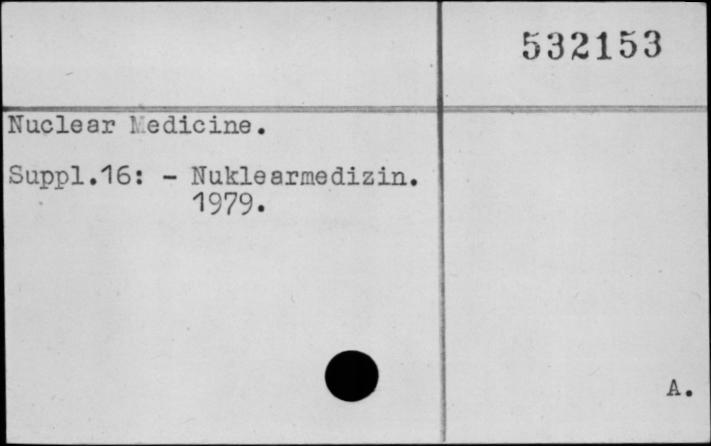 532153
Nuclear Medicine.
Suppl.16: - Nuklearmedizin.
1979.
A.